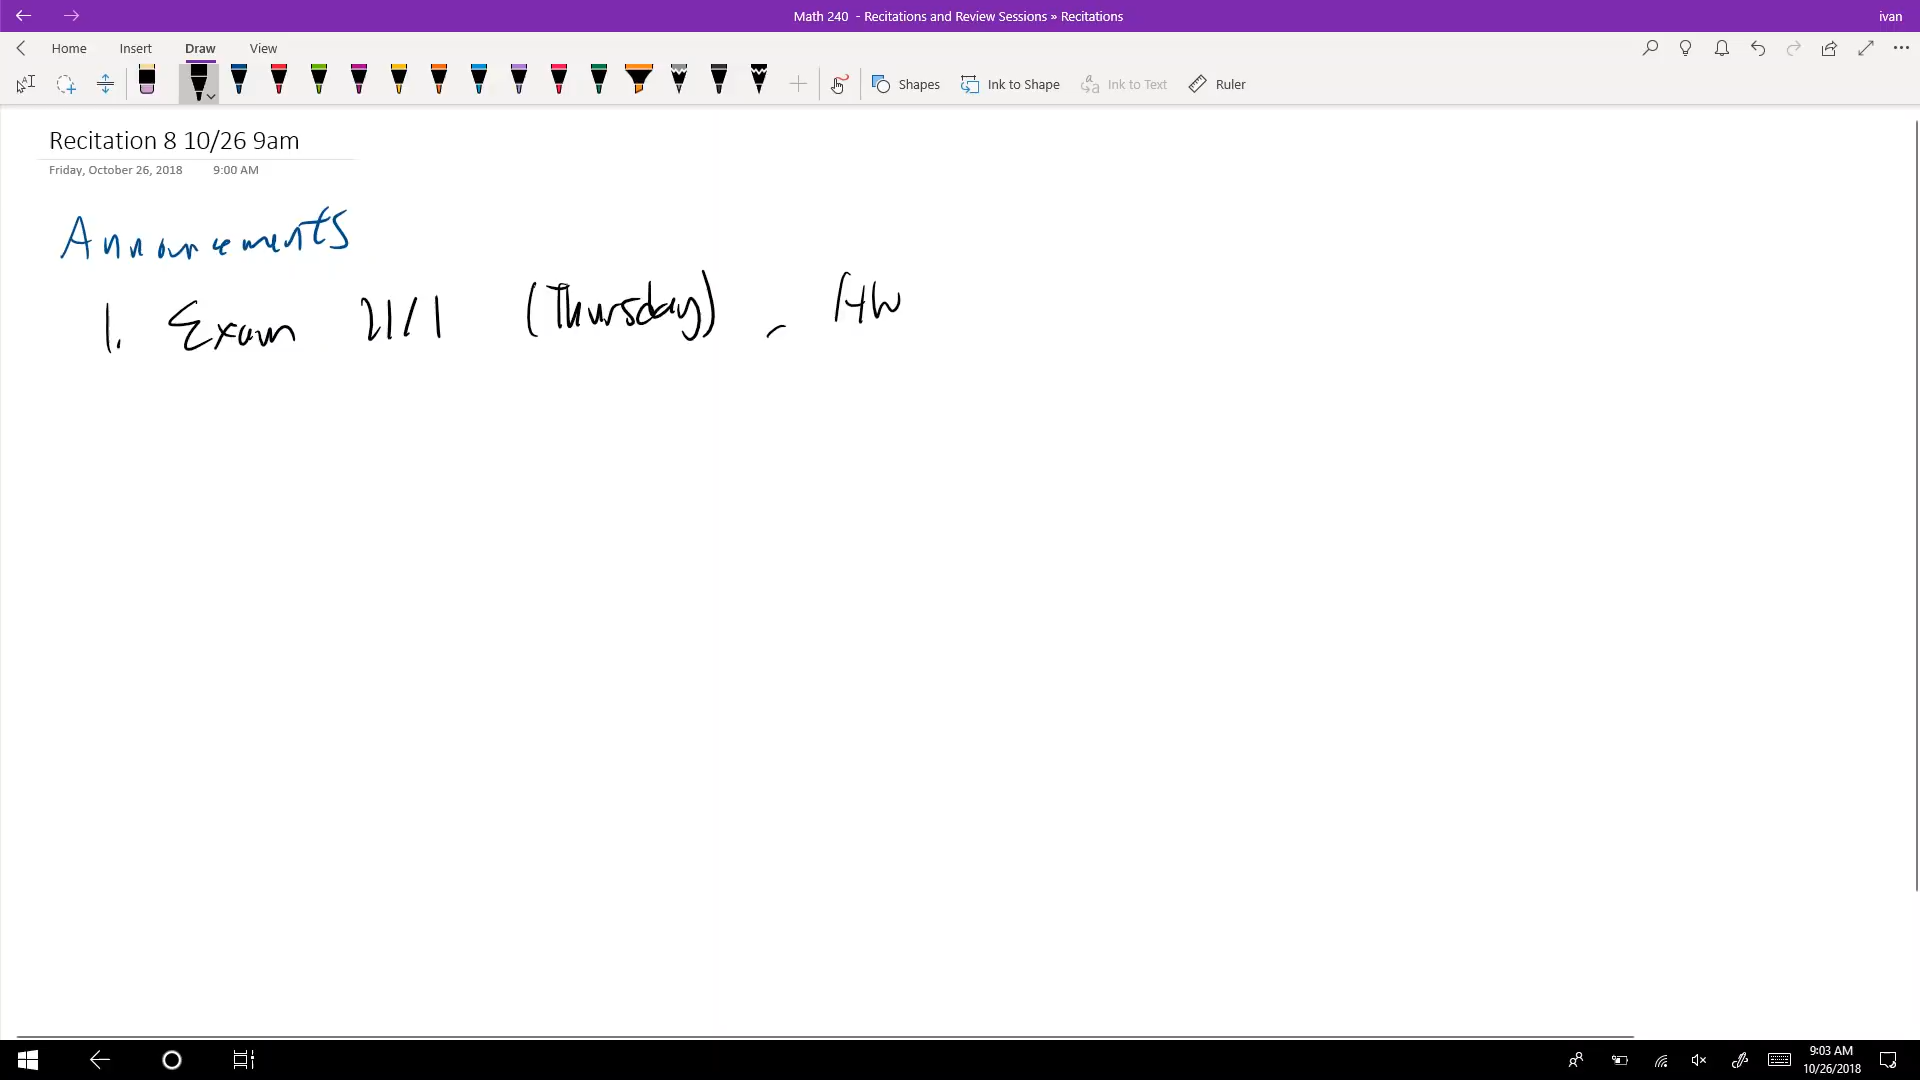 Math 240 - Recitations and Review Sessions » Recitations
ivan
Home Insert Draw View
Shapes Ink to Shape Ink to Text Ruler
Recitation 8 10/26 9am
Friday, October 26, 2018 9:00 AM
Announcements
1. Exam 21/1 (Thursday) HW
9:03 AM
10/26/2018